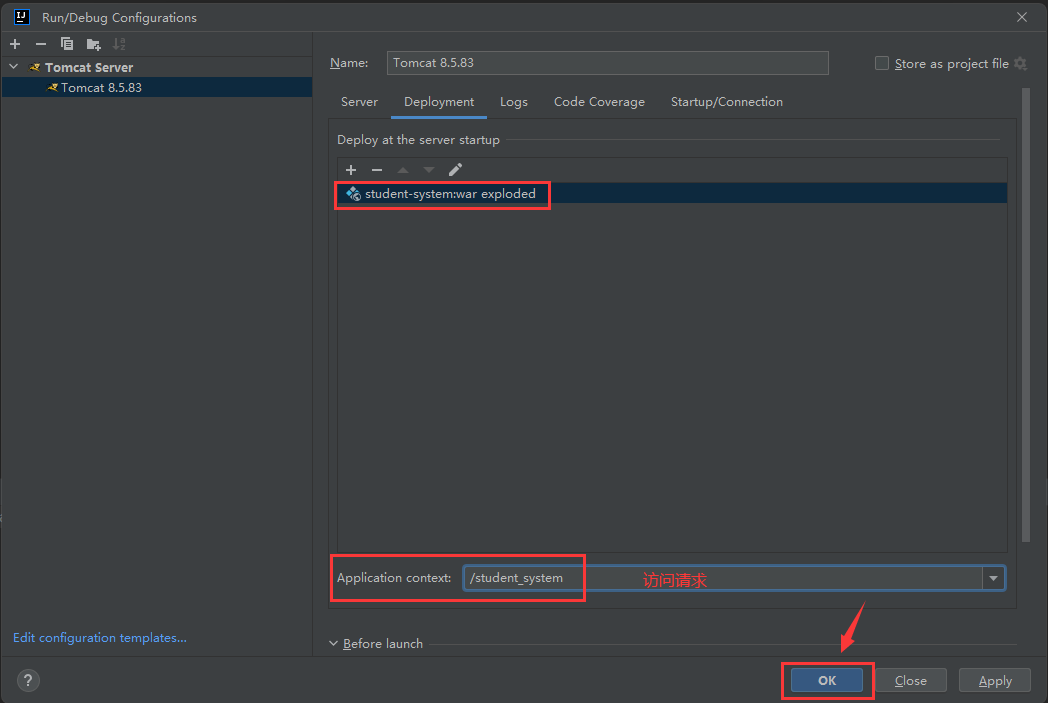 Run/Debug Configurations
Tomcat Server
Tomcat 8.5.83
Name: Tomcat 8.5.83
Store as project file
Server Deployment Logs Code Coverage Startup/Connection
Deploy at the server startup
student-system:war exploded
Application context: /student_system 访问请求
Before launch
Edit configuration templates...
? OK Close Apply